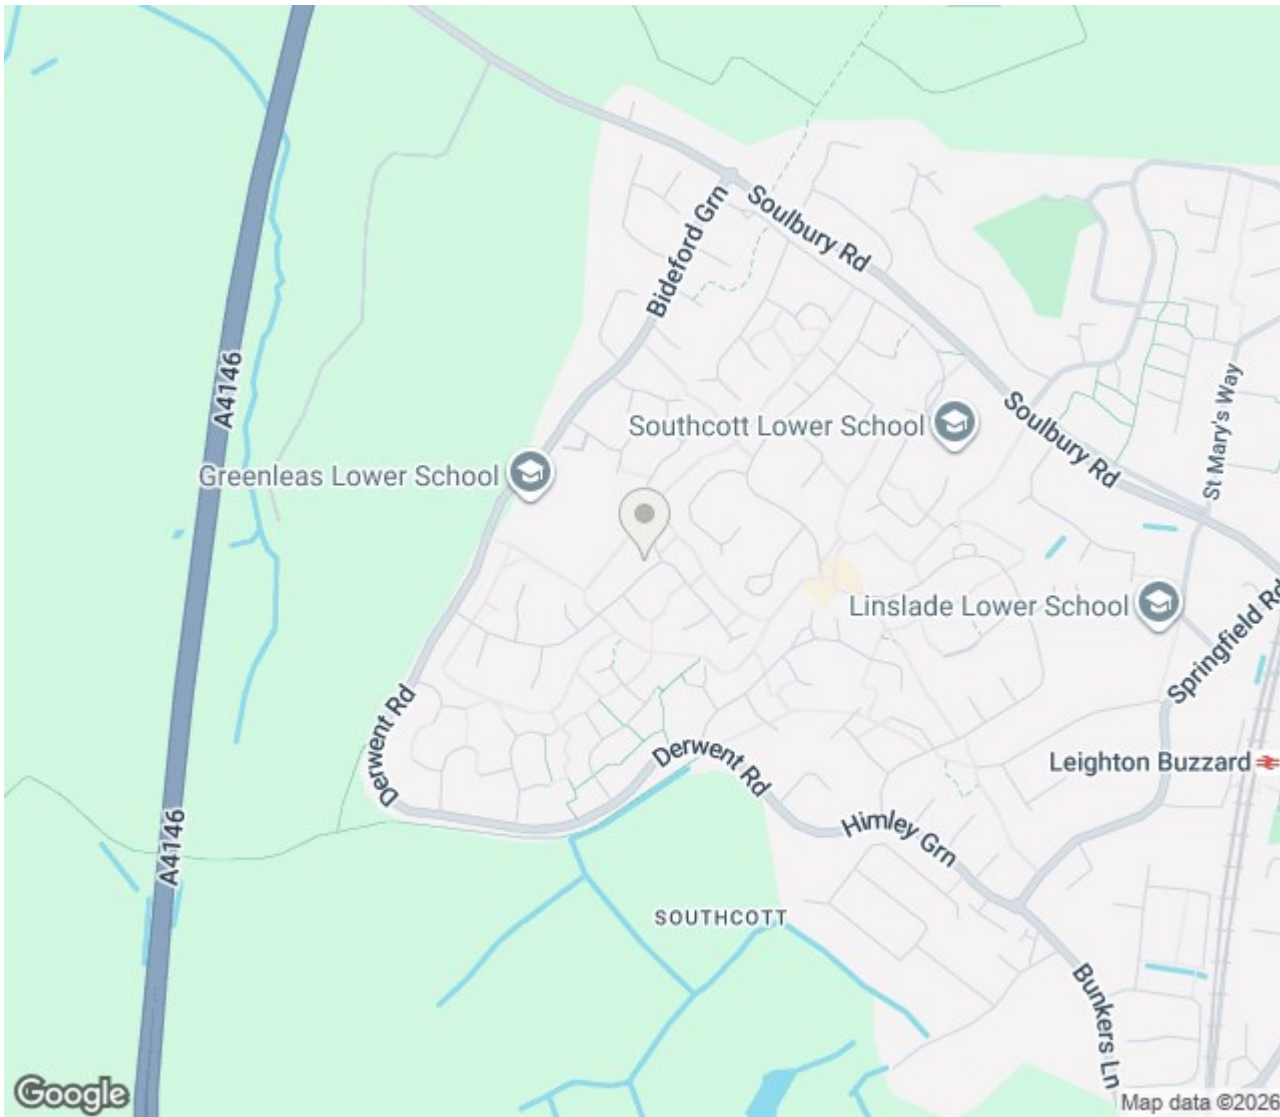 Bideford Grn
Soulbury Rd
A4146
St Mary's Way
Soulbury Rd
Southcott Lower School
Greenleas Lower School
Linslade Lower School
Springfield Rd
Derwent Rd
Derwent Rd
Leighton Buzzard
A4146
Himley Grn
SOUTHCOTT
Bunkers Ln
Google
Map data ©2026